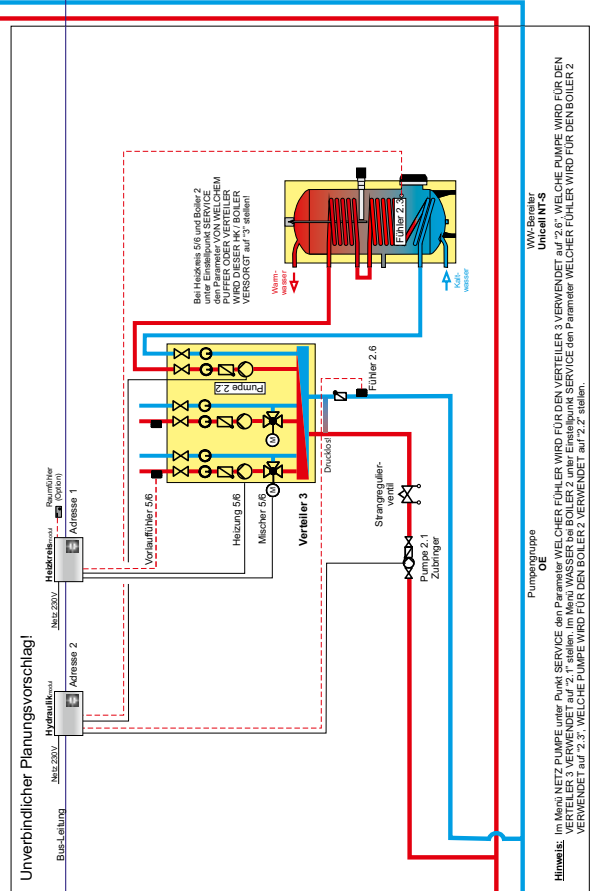 Unverbindlicher Planungsvorschlag!
Netz 230V
Hydraulikmodul
Adresse 2
Bus-Leitung
Netz 230V
Heizkreismodul
Adresse 1
Raumfühler
(Option)
Vorlauffühler 5/6
Heizung 5/6
Mischer 5/6
M
M
Verteiler 3
Pumpe 2.2
Drucklos!
Fühler 2.6
Bei Heizkreis 5/6 und Boiler 2
unter Einstellpunkt SERVICE
den Parameter VON WELCHEM
PUFFER ODER VERTEILER
WIRD DIESER HK / BOILER
VERSORGT auf "3" stellen!
Warm-
wasser
Fühler 2.3
Kalt-
wasser
Strangregulier-
ventil
Pumpe 2.1
Zubringer
Pumpengruppe
OE
WW-Bereiter
Unicell NT-S
Hinweis: Im Menü NETZ PUMPE unter Punkt SERVICE den Parameter WELCHER FÜHLER WIRD FÜR DEN VERTEILER 3 VERWENDET auf "2.6", WELCHE PUMPE WIRD FÜR DEN
VERTEILER 3 VERWENDET auf "2.1" stellen. Im Menü WASSER bei BOILER 2 unter Einstellpunkt SERVICE den Parameter WELCHER FÜHLER WIRD FÜR DEN BOILER 2
VERWENDET auf "2.3", WELCHE PUMPE WIRD FÜR DEN BOILER 2 VERWENDET auf "2.2" stellen.